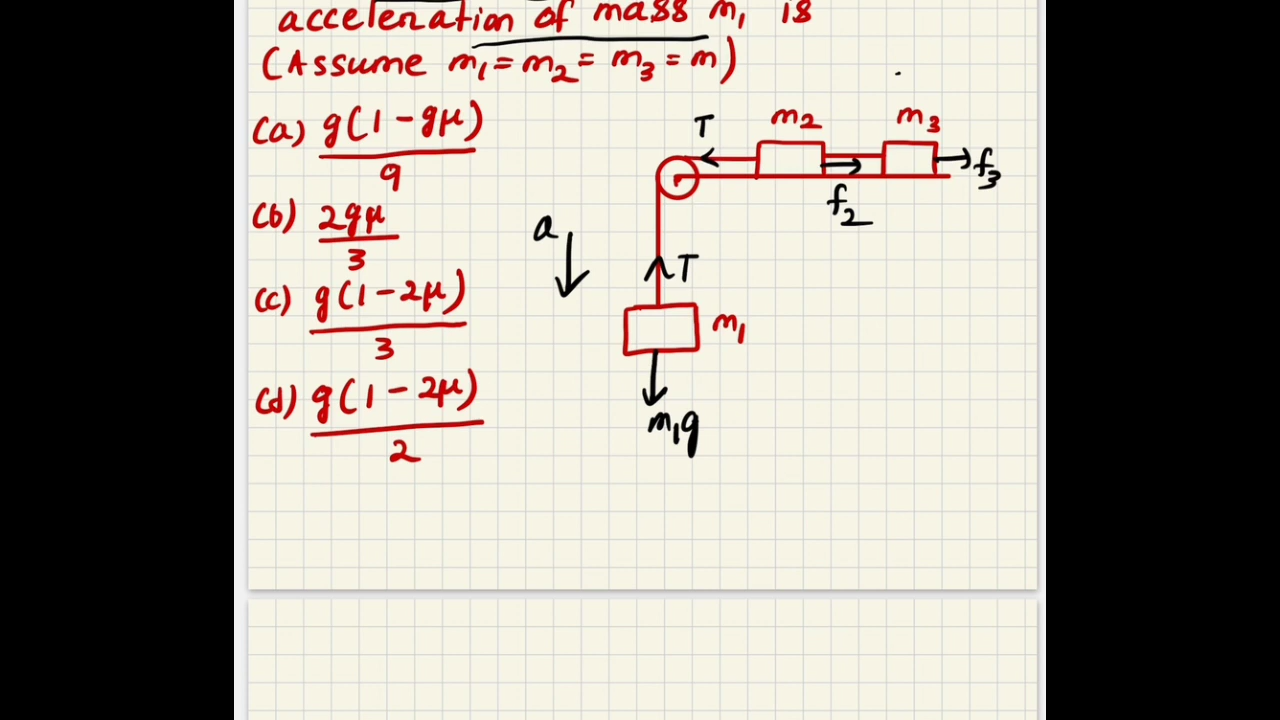 acceleration of mass m₁ is
(Assume m₁ = m₂ = m₃ = m)
(a) g(1 - gμ)/9
(b) 2gμ/3
(c) g(1 - 2μ)/3
(d) g(1 - 2μ)/2
T
m₂
m₃
f₃
f₂
a
T
m₁
m₁g